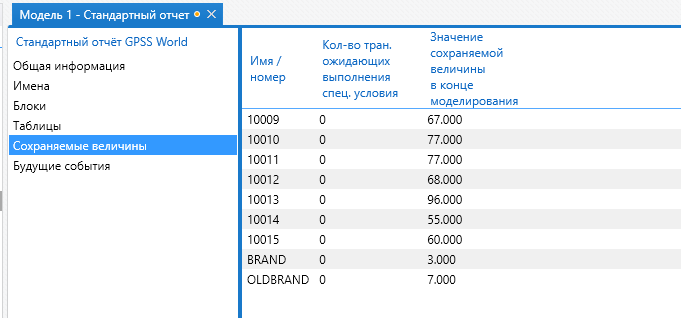 Модель 1 - Стандартный отчет
Стандартный отчёт GPSS World
Общая информация
Имена
Блоки
Таблицы
Сохраняемые величины
Будущие события
Имя /
номер
Кол-во тран.
ожидающих
выполнения
спец. условия
Значение
сохраняемой
величины
в конце
моделирования
10009 0 67.000
10010 0 77.000
10011 0 77.000
10012 0 68.000
10013 0 96.000
10014 0 55.000
10015 0 60.000
BRAND 0 3.000
OLDBRAND 0 7.000